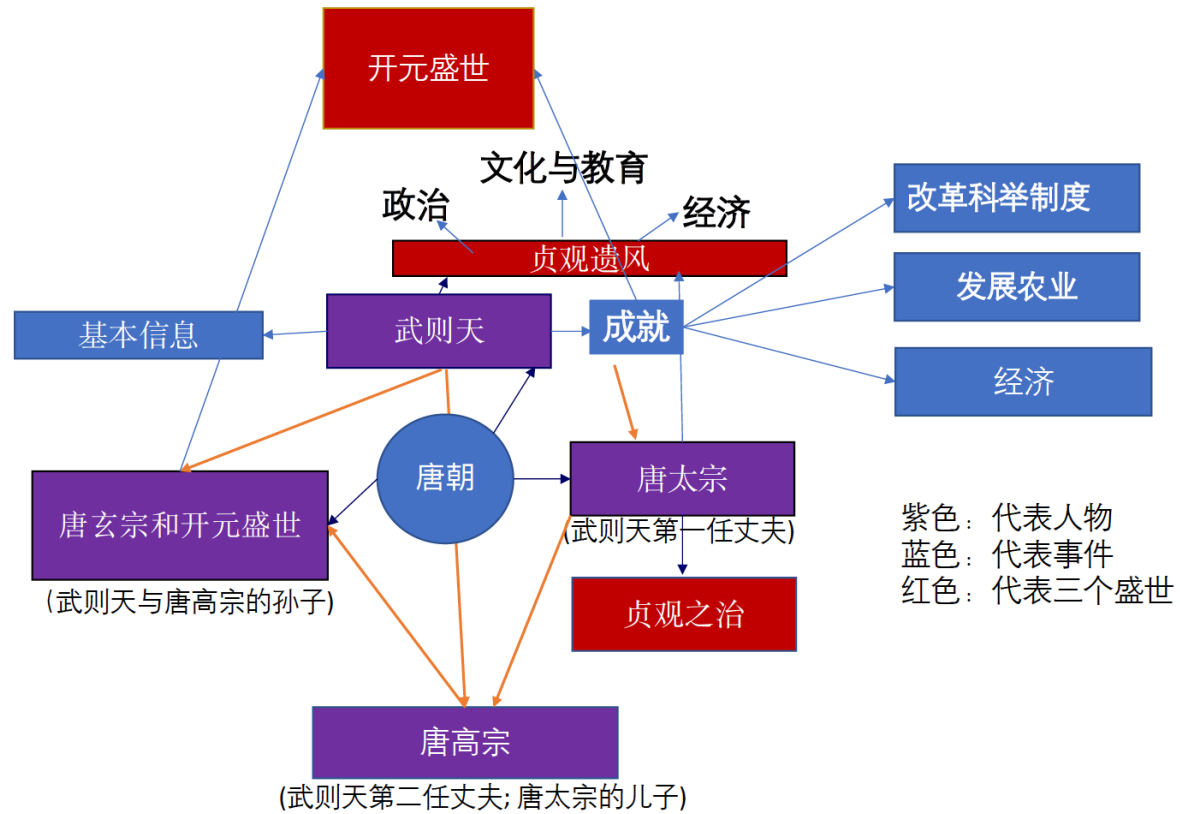 开元盛世
文化与教育
政治
经济
贞观遗风
改革科举制度
发展农业
经济
基本信息
武则天
成就
唐朝
唐太宗
(武则天第一任丈夫)
唐玄宗和开元盛世
(武则天与唐高宗的孙子)
贞观之治
紫色：代表人物
蓝色：代表事件
红色：代表三个盛世
唐高宗
(武则天第二任丈夫; 唐太宗的儿子)